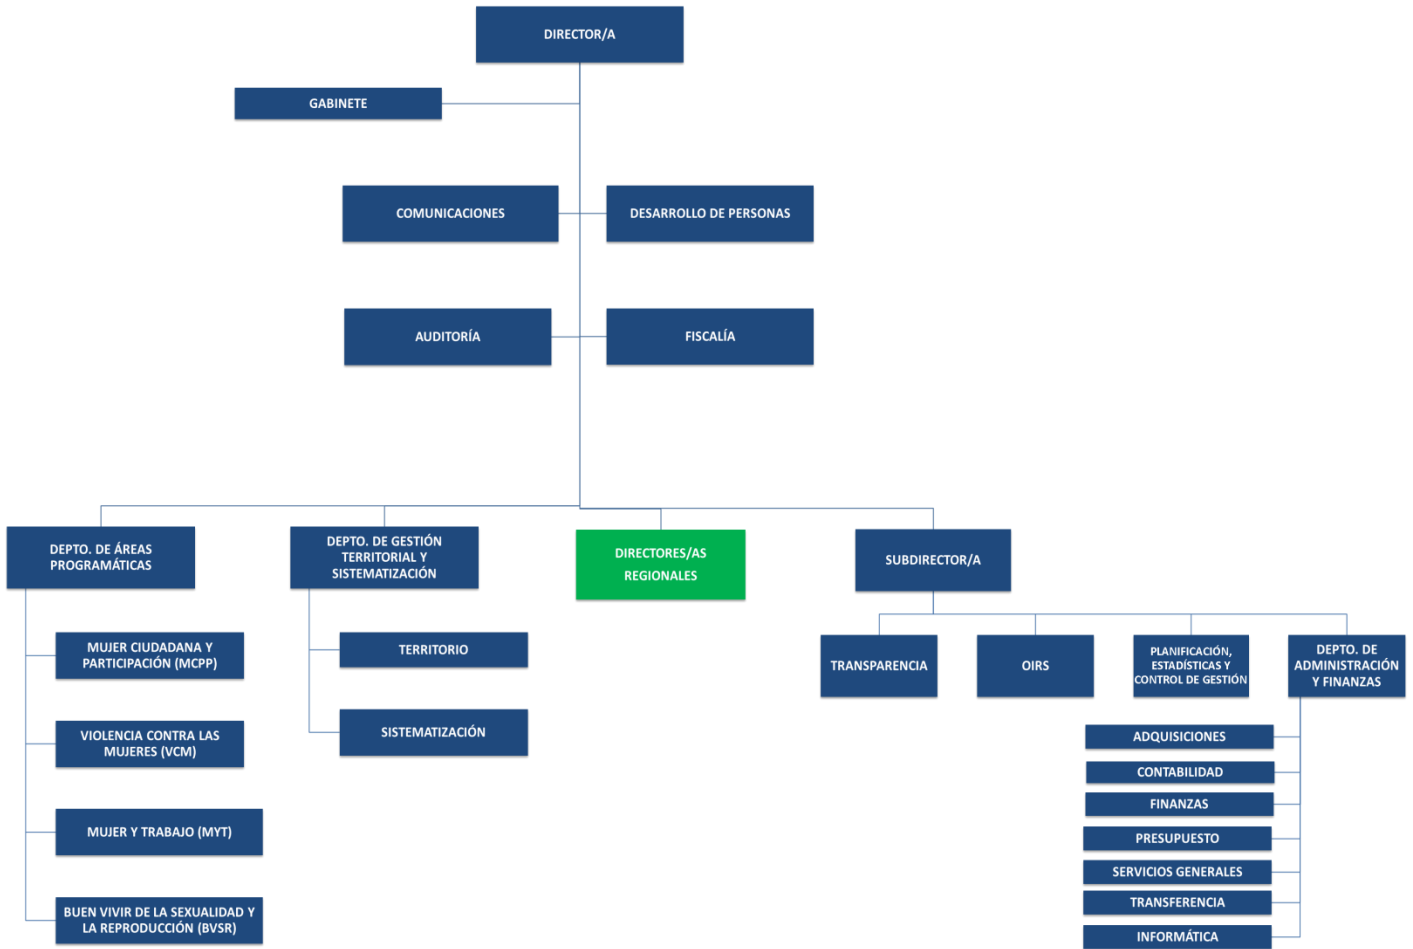 DIRECTOR/A
GABINETE
COMUNICACIONES
DESARROLLO DE PERSONAS
AUDITORÍA
FISCALÍA
DEPTO. DE ÁREAS
PROGRAMÁTICAS
DEPTO. DE GESTIÓN
TERRITORIAL Y
SISTEMATIZACIÓN
DIRECTORES/AS
REGIONALES
SUBDIRECTOR/A
MUJER CIUDADANA Y
PARTICIPACIÓN (MCPP)
VIOLENCIA CONTRA LAS
MUJERES (VCM)
MUJER Y TRABAJO (MYT)
BUEN VIVIR DE LA SEXUALIDAD Y
LA REPRODUCCIÓN (BVSR)
TERRITORIO
SISTEMATIZACIÓN
TRANSPARENCIA
OIRS
PLANIFICACIÓN,
ESTADÍSTICAS Y
CONTROL DE GESTIÓN
DEPTO. DE
ADMINISTRACIÓN
Y FINANZAS
ADQUISICIONES
CONTABILIDAD
FINANZAS
PRESUPUESTO
SERVICIOS GENERALES
TRANSFERENCIA
INFORMÁTICA